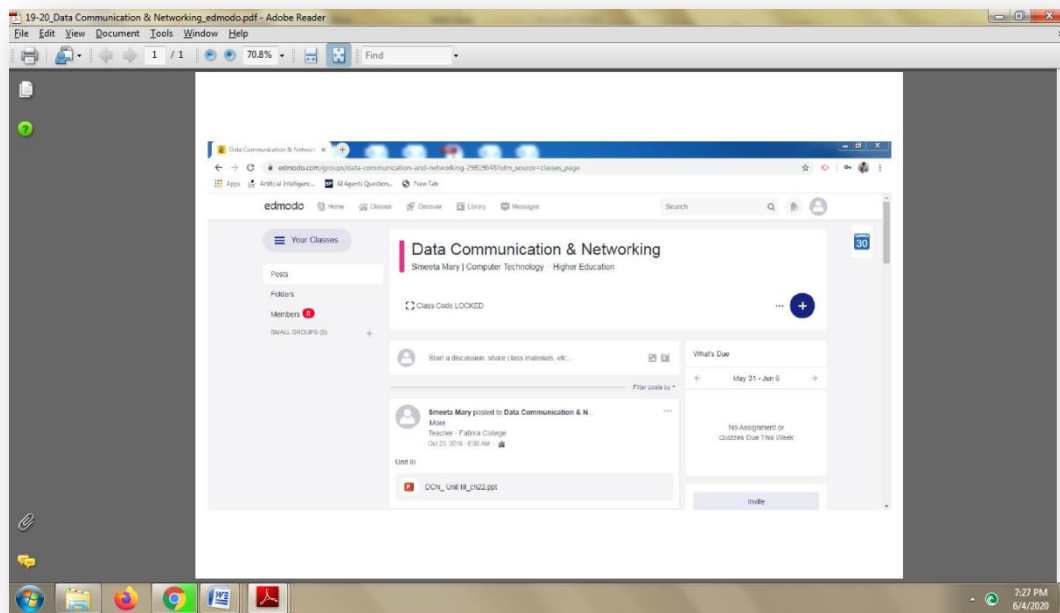 19-20_Data Communication & Networking_edmodo.pdf - Adobe Reader
File Edit View Document Tools Window Help
1 / 1 70.8% Find
Data Communication & Networ
edmodo.com/groups/data-communication-and-networking-29819648?utm_source=classes_page
Apps Artificial Intelligenc... AI Agents Question... New Tab
edmodo Home Classes Discover Library Messages Search
Your Classes
30
Data Communication & Networking
Smeeta Mary | Computer Technology Higher Education
Posts
Folders
Members 8
SMALL GROUPS (0) +
Class Code LOCKED
... +
Start a discussion, share class materials, etc...
Filter posts by
What's Due
May 31 - Jun 6
No Assignment or
Quizzes Due This Week
Smeeta Mary posted to Data Communication & N...
More
Teacher - Fatima College
Oct 23, 2019 - 6:00 AM
Unit III
DCN_ Unit III_ch22.ppt
Invite
7:27 PM
6/4/2020